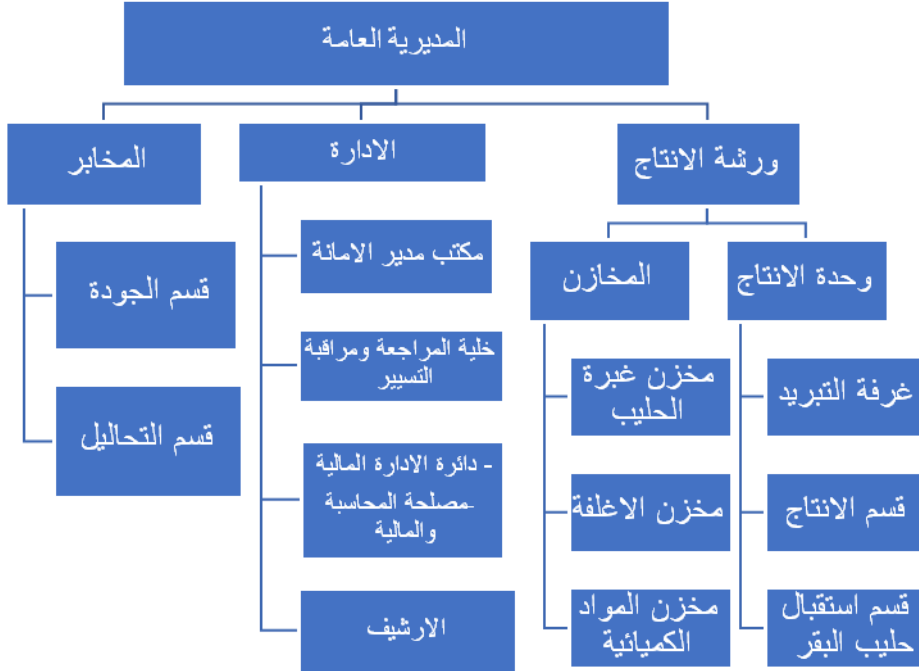 المديرية العامة
ورشة الانتاج
الادارة
المخابر
وحدة الانتاج
غرفة التبريد
قسم الانتاج
قسم استقبال
حليب البقر
المخازن
مخزن غبرة
الحليب
مخزن الاغلفة
مخزن المواد
الكميائية
مكتب مدير الامانة
خلية المراجعة ومراقبة
التسيير
- دائرة الادارة المالية
-مصلحة المحاسبة
والمالية
الارشيف
قسم الجودة
قسم التحاليل